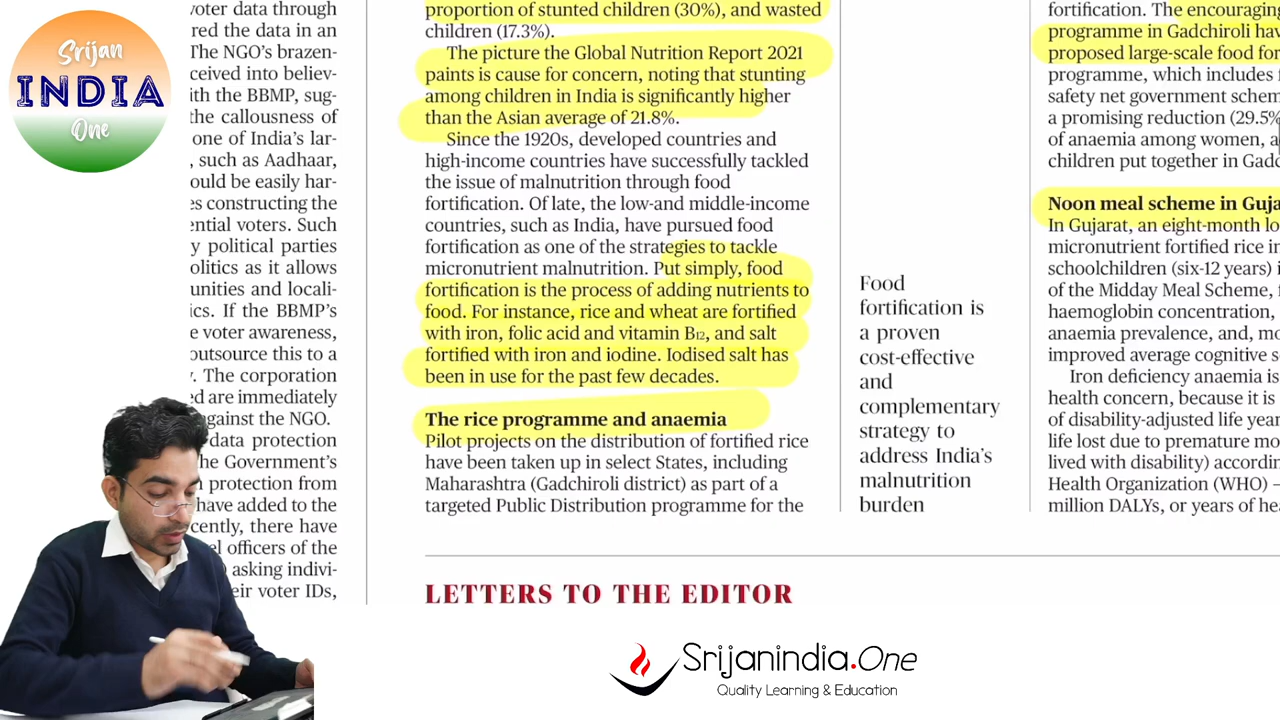 Srijan
INDIA
One
voter data through
red the data in an
The NGO's brazen-
ceived into believ-
ith the BBMP, sug-
the callousness of
one of India's lar-
, such as Aadhaar,
ould be easily har-
es constructing the
ential voters. Such
y political parties
olitics as it allows
unities and locali-
ics. If the BBMP's
e voter awareness,
outsource this to a
. The corporation
ed are immediately
against the NGO.
data protection
he Government's
protection from
have added to the
cently, there have
el officers of the
asking indivi-
eir voter IDs,
proportion of stunted children (30%), and wasted
children (17.3%).
The picture the Global Nutrition Report 2021
paints is cause for concern, noting that stunting
among children in India is significantly higher
than the Asian average of 21.8%.
Since the 1920s, developed countries and
high-income countries have successfully tackled
the issue of malnutrition through food
fortification. Of late, the low-and middle-income
countries, such as India, have pursued food
fortification as one of the strategies to tackle
micronutrient malnutrition. Put simply, food
fortification is the process of adding nutrients to
food. For instance, rice and wheat are fortified
with iron, folic acid and vitamin B12, and salt
fortified with iron and iodine. Iodised salt has
been in use for the past few decades.
The rice programme and anaemia
Pilot projects on the distribution of fortified rice
have been taken up in select States, including
Maharashtra (Gadchiroli district) as part of a
targeted Public Distribution programme for the
Food
fortification is
a proven
cost-effective
and
complementary
strategy to
address India's
malnutrition
burden
fortification. The encouraging
programme in Gadchiroli hav
proposed large-scale food for
programme, which includes f
safety net government schem
a promising reduction (29.5%
of anaemia among women, a
children put together in Gadc
Noon meal scheme in Guja
In Gujarat, an eight-month lo
micronutrient fortified rice in
schoolchildren (six-12 years) i
of the Midday Meal Scheme,
haemoglobin concentration,
anaemia prevalence, and, mo
improved average cognitive s
Iron deficiency anaemia is
health concern, because it is
of disability-adjusted life year
life lost due to premature mo
lived with disability) accordin
Health Organization (WHO) –
million DALYs, or years of hea
LETTERS TO THE EDITOR
Srijanindia.One
Quality Learning & Education